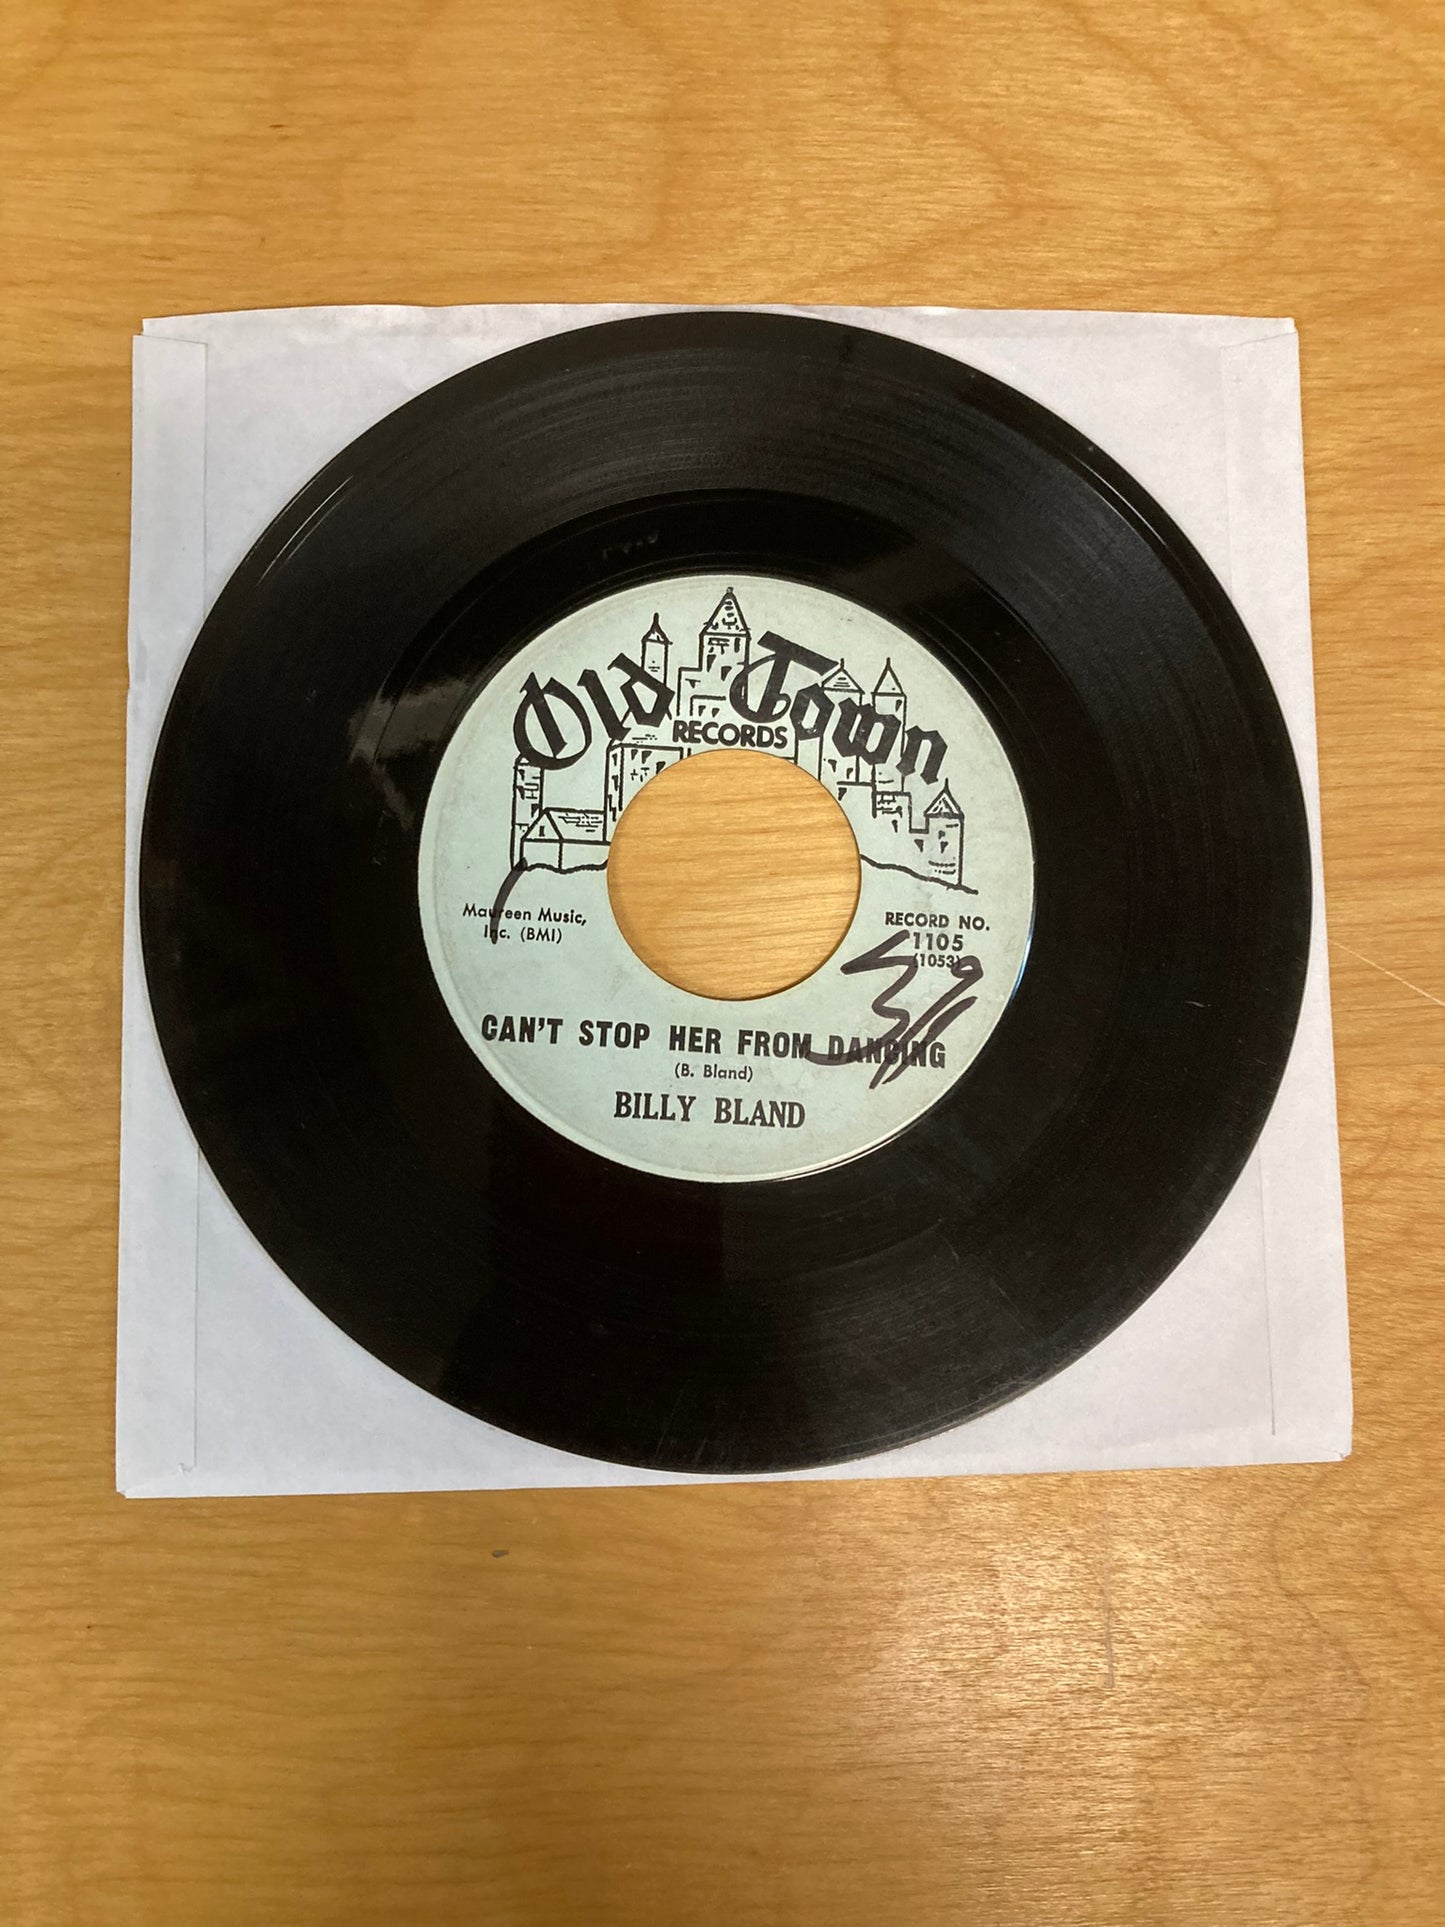 Old Town
RECORDS
Maureen Music,
Inc. (BMI)
RECORD NO.
1105
(1053)
CAN'T STOP HER FROM DANCING
(B. Bland)
BILLY BLAND